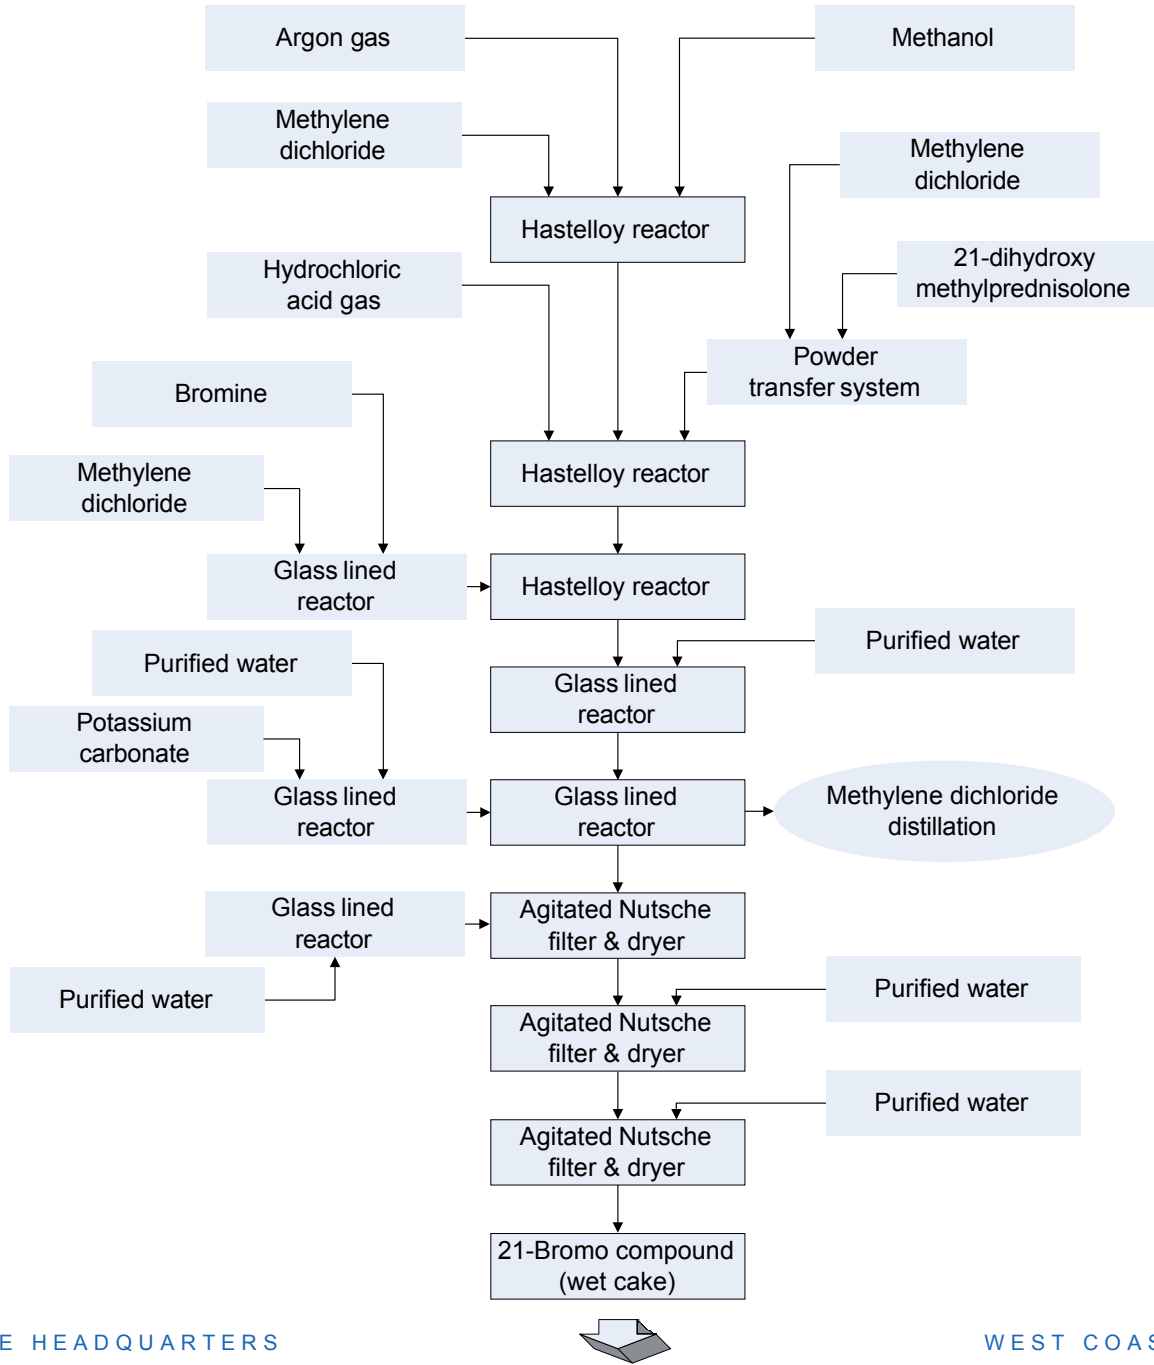 Argon gas
Methanol
Methylene
dichloride
Methylene
dichloride
Hastelloy reactor
21-dihydroxy
methylprednisolone
Hydrochloric
acid gas
Powder
transfer system
Bromine
Methylene
dichloride
Hastelloy reactor
Glass lined
reactor
Hastelloy reactor
Purified water
Purified water
Glass lined
reactor
Potassium
carbonate
Glass lined
reactor
Glass lined
reactor
Methylene dichloride
distillation
Glass lined
reactor
Agitated Nutsche
filter & dryer
Purified water
Purified water
Agitated Nutsche
filter & dryer
Purified water
Agitated Nutsche
filter & dryer
21-Bromo compound
(wet cake)
E HEADQUARTERS
WEST COAS